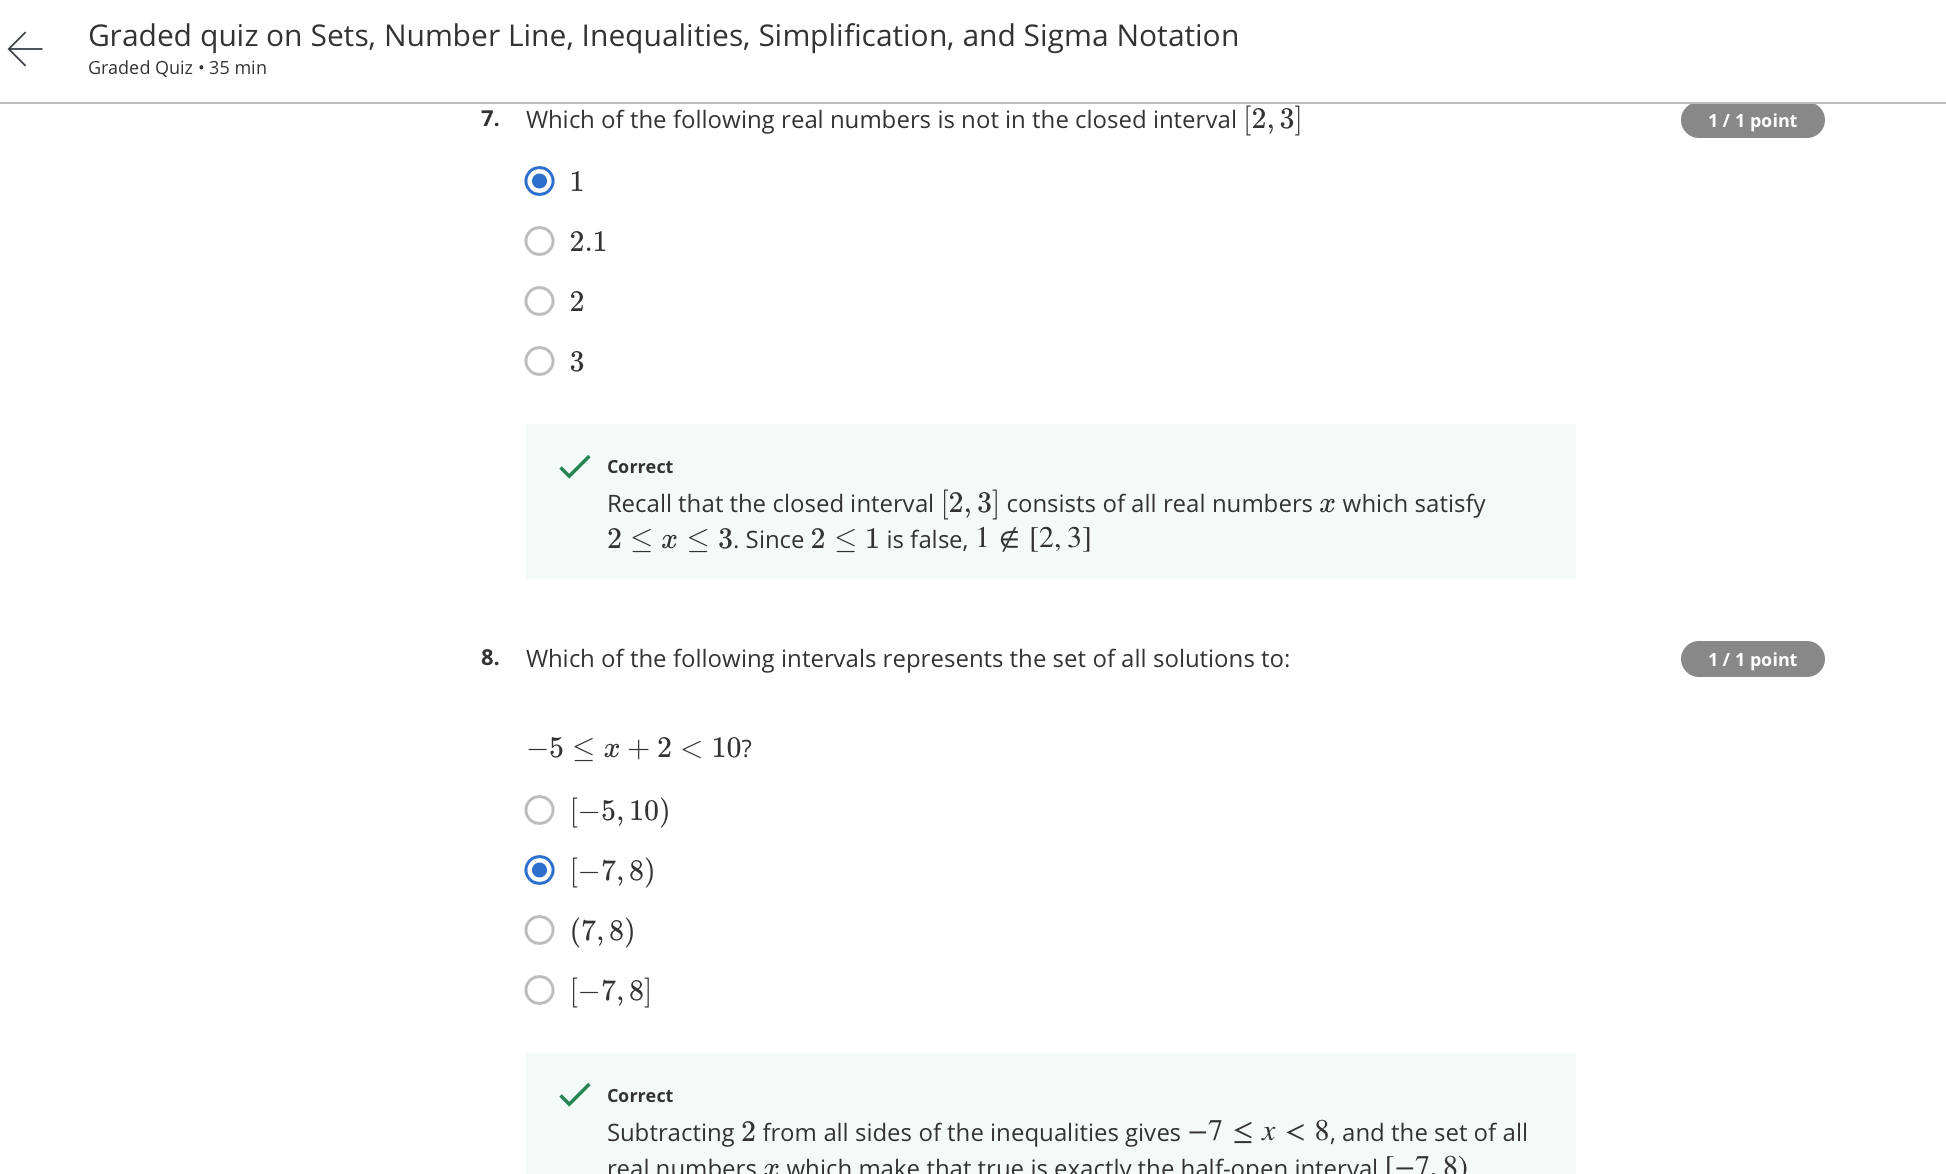 Graded quiz on Sets, Number Line, Inequalities, Simplification, and Sigma Notation
Graded Quiz • 35 min
7. Which of the following real numbers is not in the closed interval [2, 3]
1 / 1 point
1
2.1
2
3
Correct
Recall that the closed interval [2, 3] consists of all real numbers x which satisfy
2 ≤ x ≤ 3. Since 2 ≤ 1 is false, 1 ∉ [2, 3]
8. Which of the following intervals represents the set of all solutions to:
1 / 1 point
−5 ≤ x + 2 < 10?
[−5, 10)
[−7, 8)
(7, 8)
[−7, 8]
Correct
Subtracting 2 from all sides of the inequalities gives −7 ≤ x < 8, and the set of all
real numbers x which make that true is exactly the half-open interval [−7, 8)